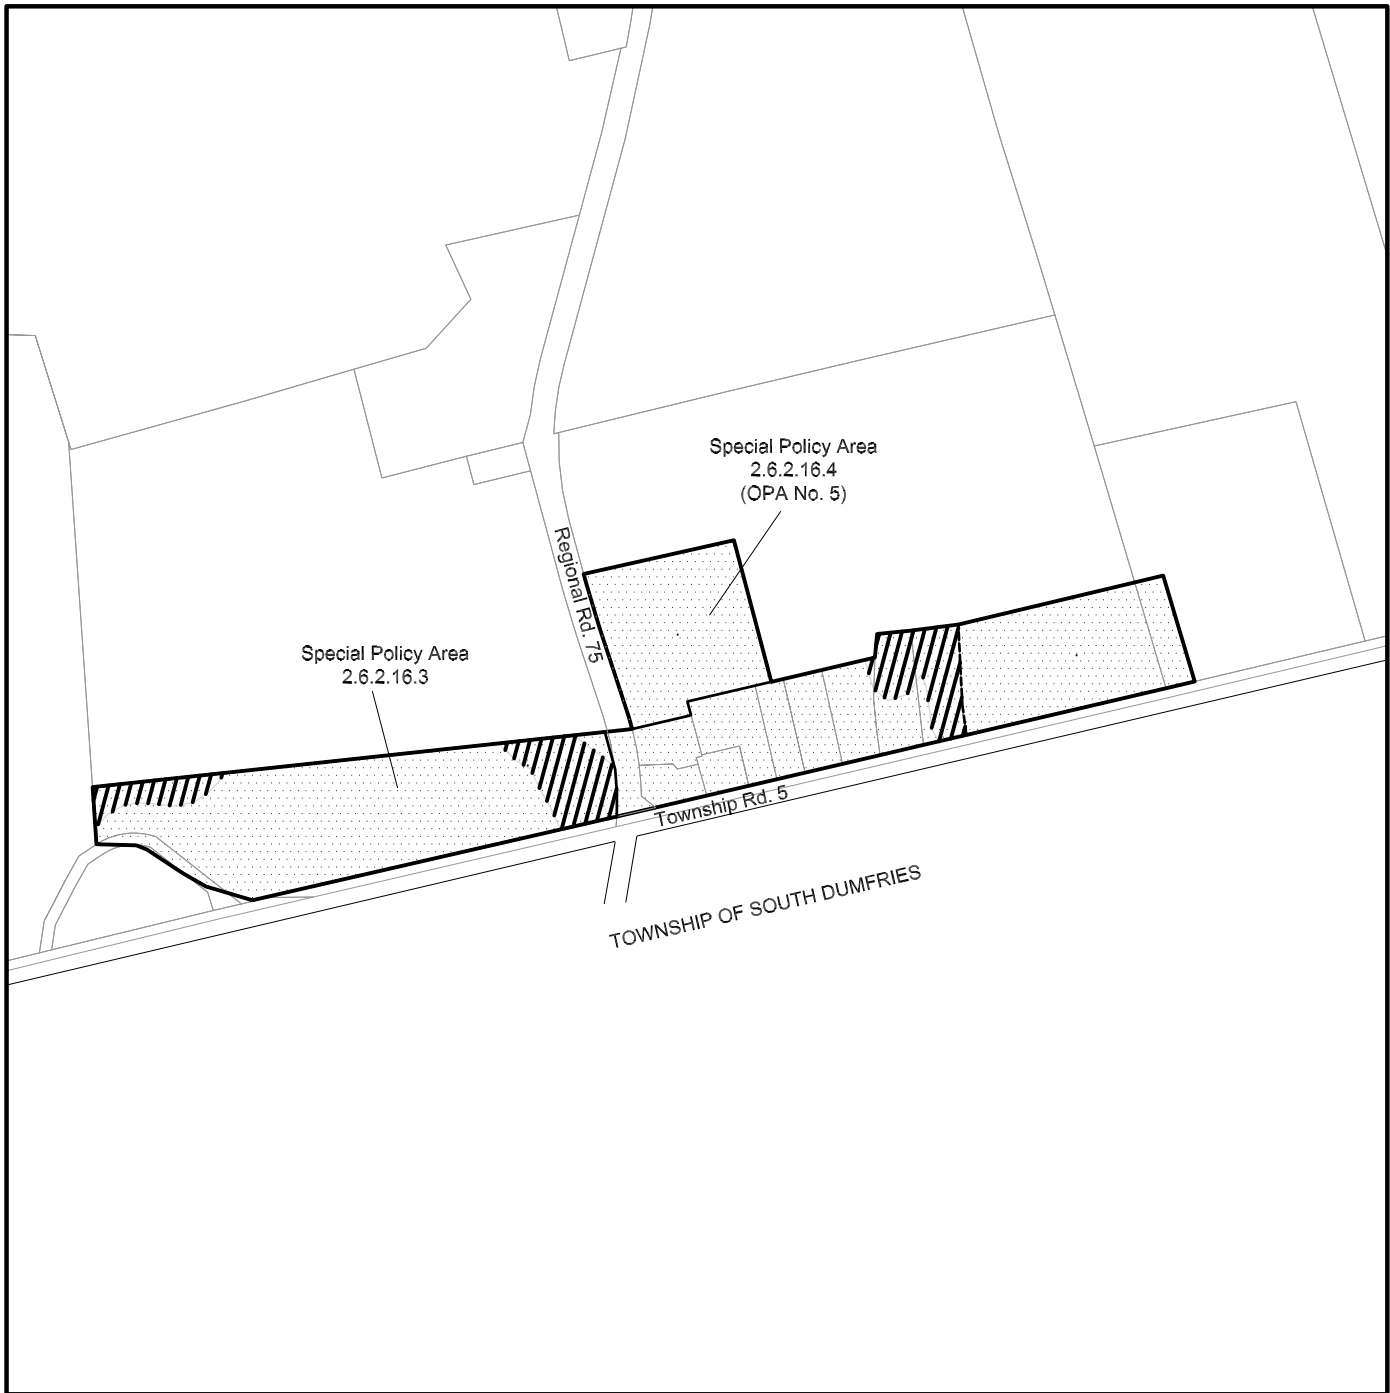 Special Policy Area
2.6.2.16.4
(OPA No. 5)
Regional Rd. 75
Special Policy Area
2.6.2.16.3
Township Rd. 5
TOWNSHIP OF SOUTH DUMFRIES